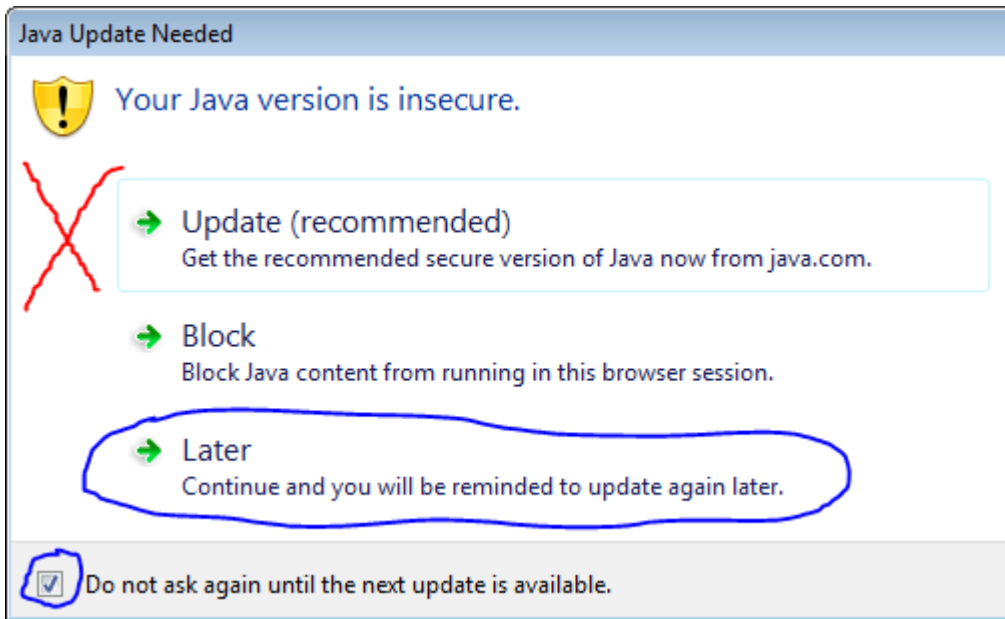 Java Update Needed
Your Java version is insecure.
Update (recommended)
Get the recommended secure version of Java now from java.com.
Block
Block Java content from running in this browser session.
Later
Continue and you will be reminded to update again later.
Do not ask again until the next update is available.